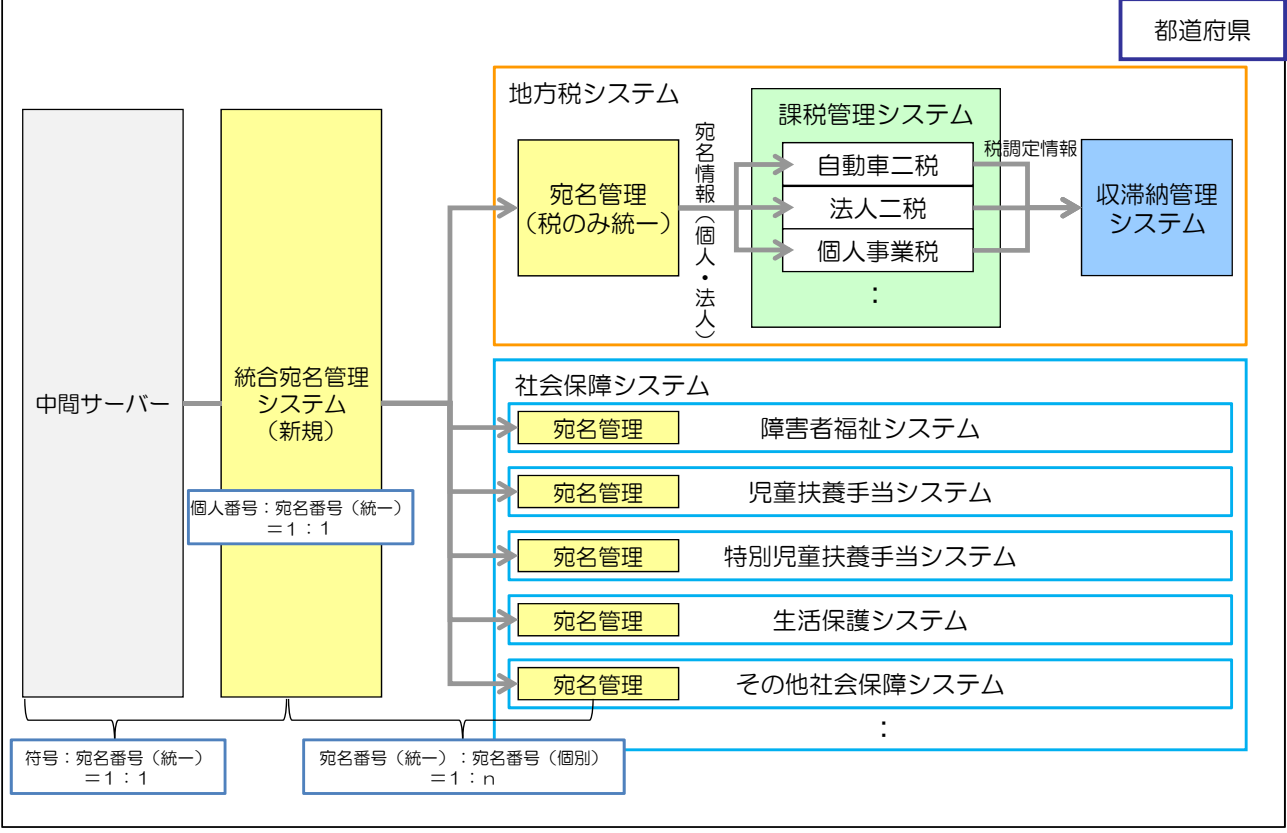 都道府県
地方税システム
課税管理システム
宛名管理
（税のみ統一）
宛名情報（個人・法人）
自動車二税
法人二税
個人事業税
：
税調定情報
収滞納管理
システム
中間サーバー
統合宛名管理
システム
（新規）
個人番号：宛名番号（統一）
＝１：１
社会保障システム
宛名管理
障害者福祉システム
宛名管理
児童扶養手当システム
宛名管理
特別児童扶養手当システム
宛名管理
生活保護システム
宛名管理
その他社会保障システム
：
符号：宛名番号（統一）
＝１：１
宛名番号（統一）：宛名番号（個別）
＝１：ｎ